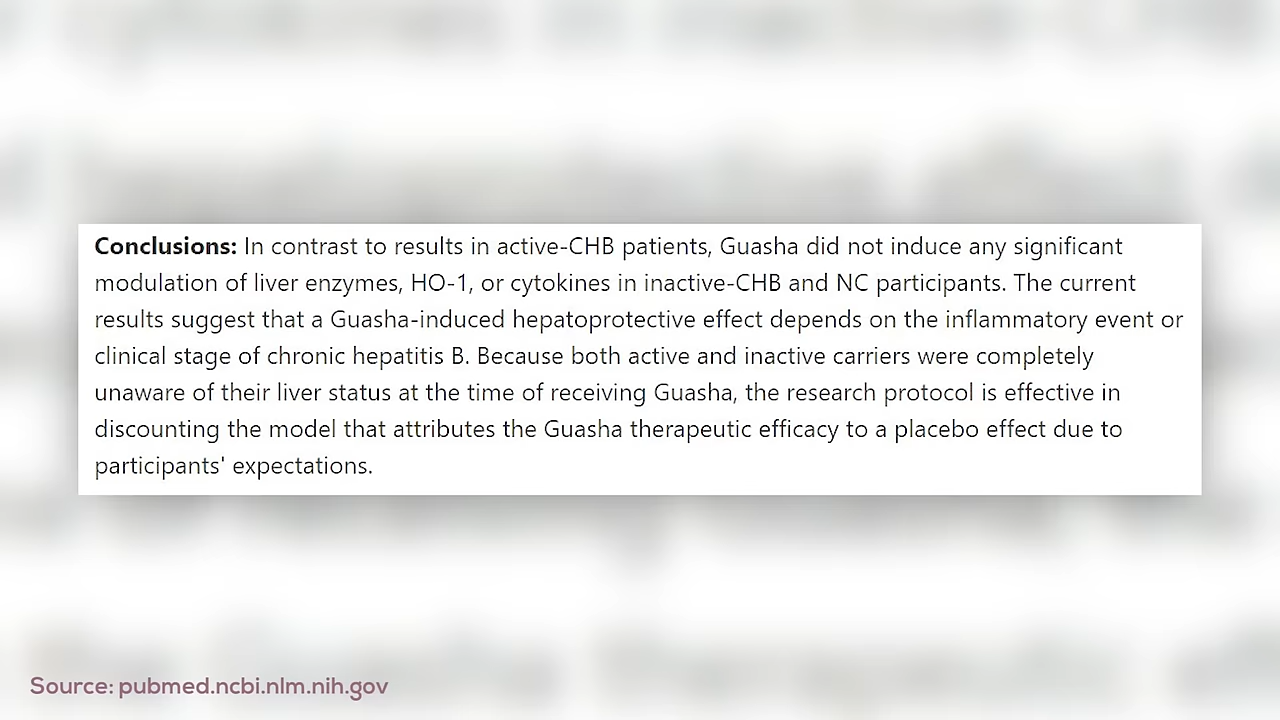 Conclusions: In contrast to results in active-CHB patients, Guasha did not induce any significant
modulation of liver enzymes, HO-1, or cytokines in inactive-CHB and NC participants. The current
results suggest that a Guasha-induced hepatoprotective effect depends on the inflammatory event or
clinical stage of chronic hepatitis B. Because both active and inactive carriers were completely
unaware of their liver status at the time of receiving Guasha, the research protocol is effective in
discounting the model that attributes the Guasha therapeutic efficacy to a placebo effect due to
participants' expectations.
Source: pubmed.ncbi.nlm.nih.gov